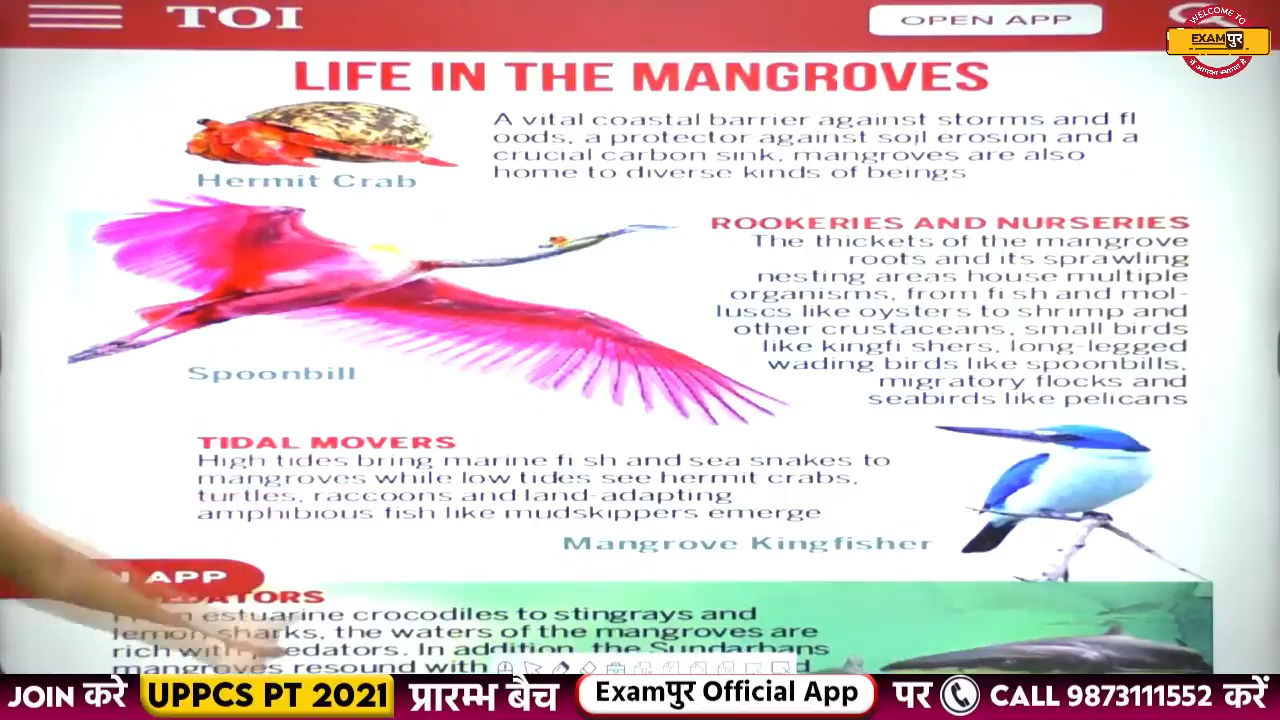 TOI
OPEN APP
WELCOME TO
EXAMपुर
LIFE IN THE MANGROVES
A vital coastal barrier against storms and fl
oods, a protector against soil erosion and a
crucial carbon sink, mangroves are also
home to diverse kinds of beings
Hermit Crab
ROOKERIES AND NURSERIES
The thickets of the mangrove
roots and its sprawling
nesting areas house multiple
organisms, from fi sh and mol-
luscs like oysters to shrimp and
other crustaceans, small birds
like kingfi shers, long-legged
wading birds like spoonbills,
migratory flocks and
seabirds like pelicans
Spoonbill
TIDAL MOVERS
High tides bring marine fi sh and sea snakes to
mangroves while low tides see hermit crabs,
turtles, raccoons and land-adapting
amphibious fish like mudskippers emerge
Mangrove Kingfisher
APP
estuarine crocodiles to stingrays and
lemon sharks, the waters of the mangroves are
rich with edators. In addition, the Sundarbans
mangroves resound with
JOIN करे UPPCS PT 2021 प्रारम्भ बैच Examपुर Official App पर CALL 9873111552 करें